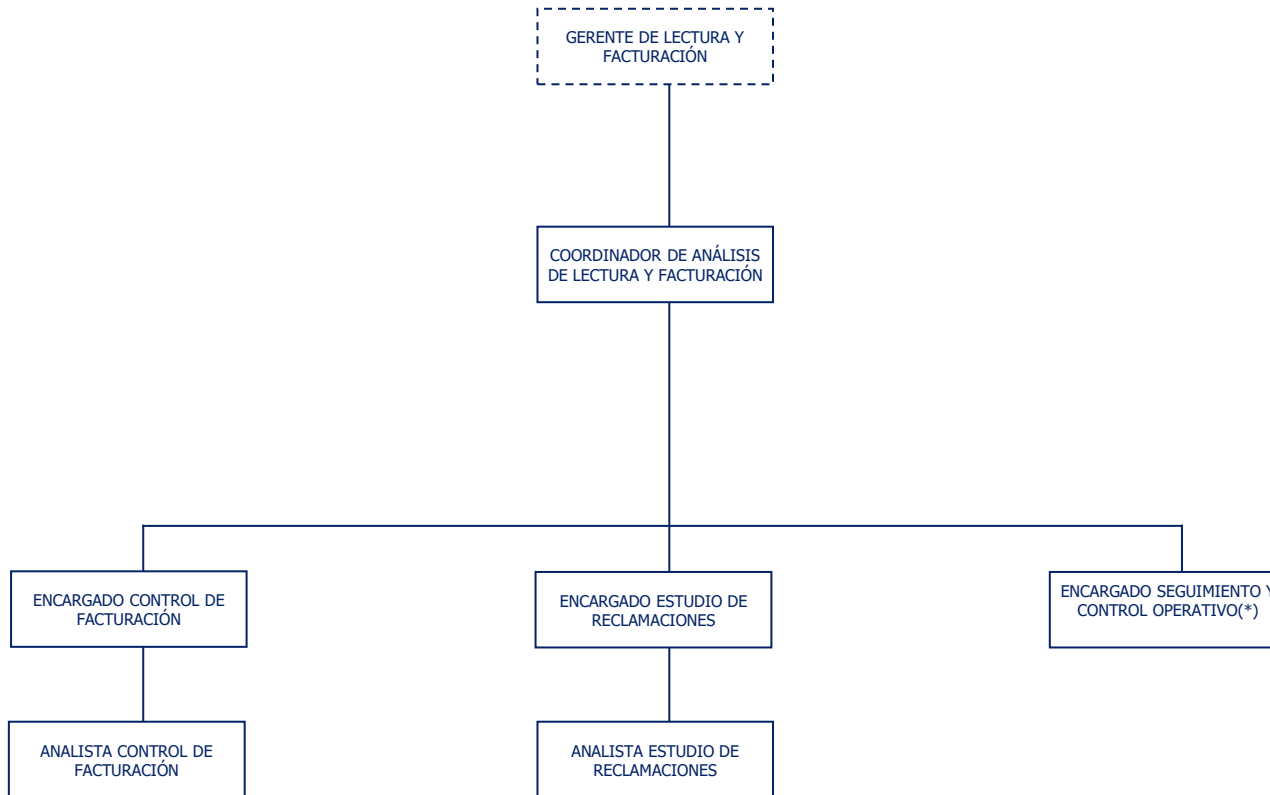 GERENTE DE LECTURA Y
FACTURACIÓN
COORDINADOR DE ANÁLISIS
DE LECTURA Y FACTURACIÓN
ENCARGADO CONTROL DE
FACTURACIÓN
ENCARGADO ESTUDIO DE
RECLAMACIONES
ENCARGADO SEGUIMIENTO Y
CONTROL OPERATIVO(*)
ANALISTA CONTROL DE
FACTURACIÓN
ANALISTA ESTUDIO DE
RECLAMACIONES